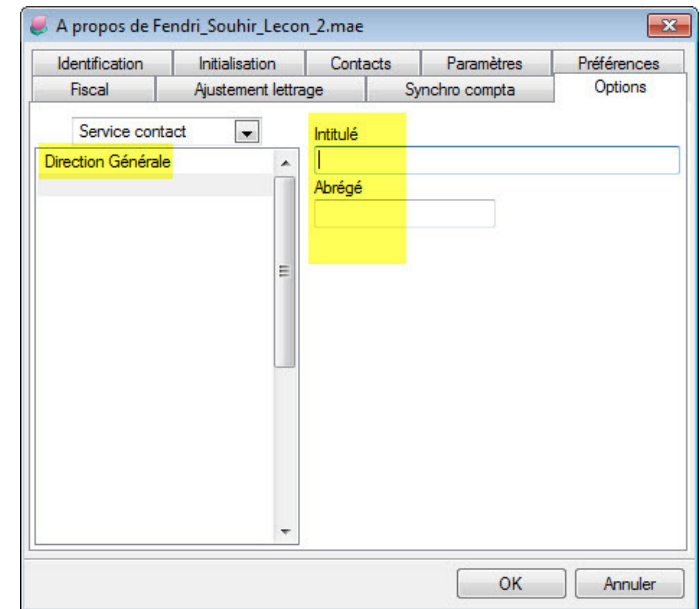 A propos de Fendri_Souhir_Lecon_2.mae
Identification Initialisation Contacts Paramètres Préférences
Fiscal Ajustement lettrage Synchro compta Options
Service contact
Intitulé
Direction Générale
Abrégé
OK Annuler